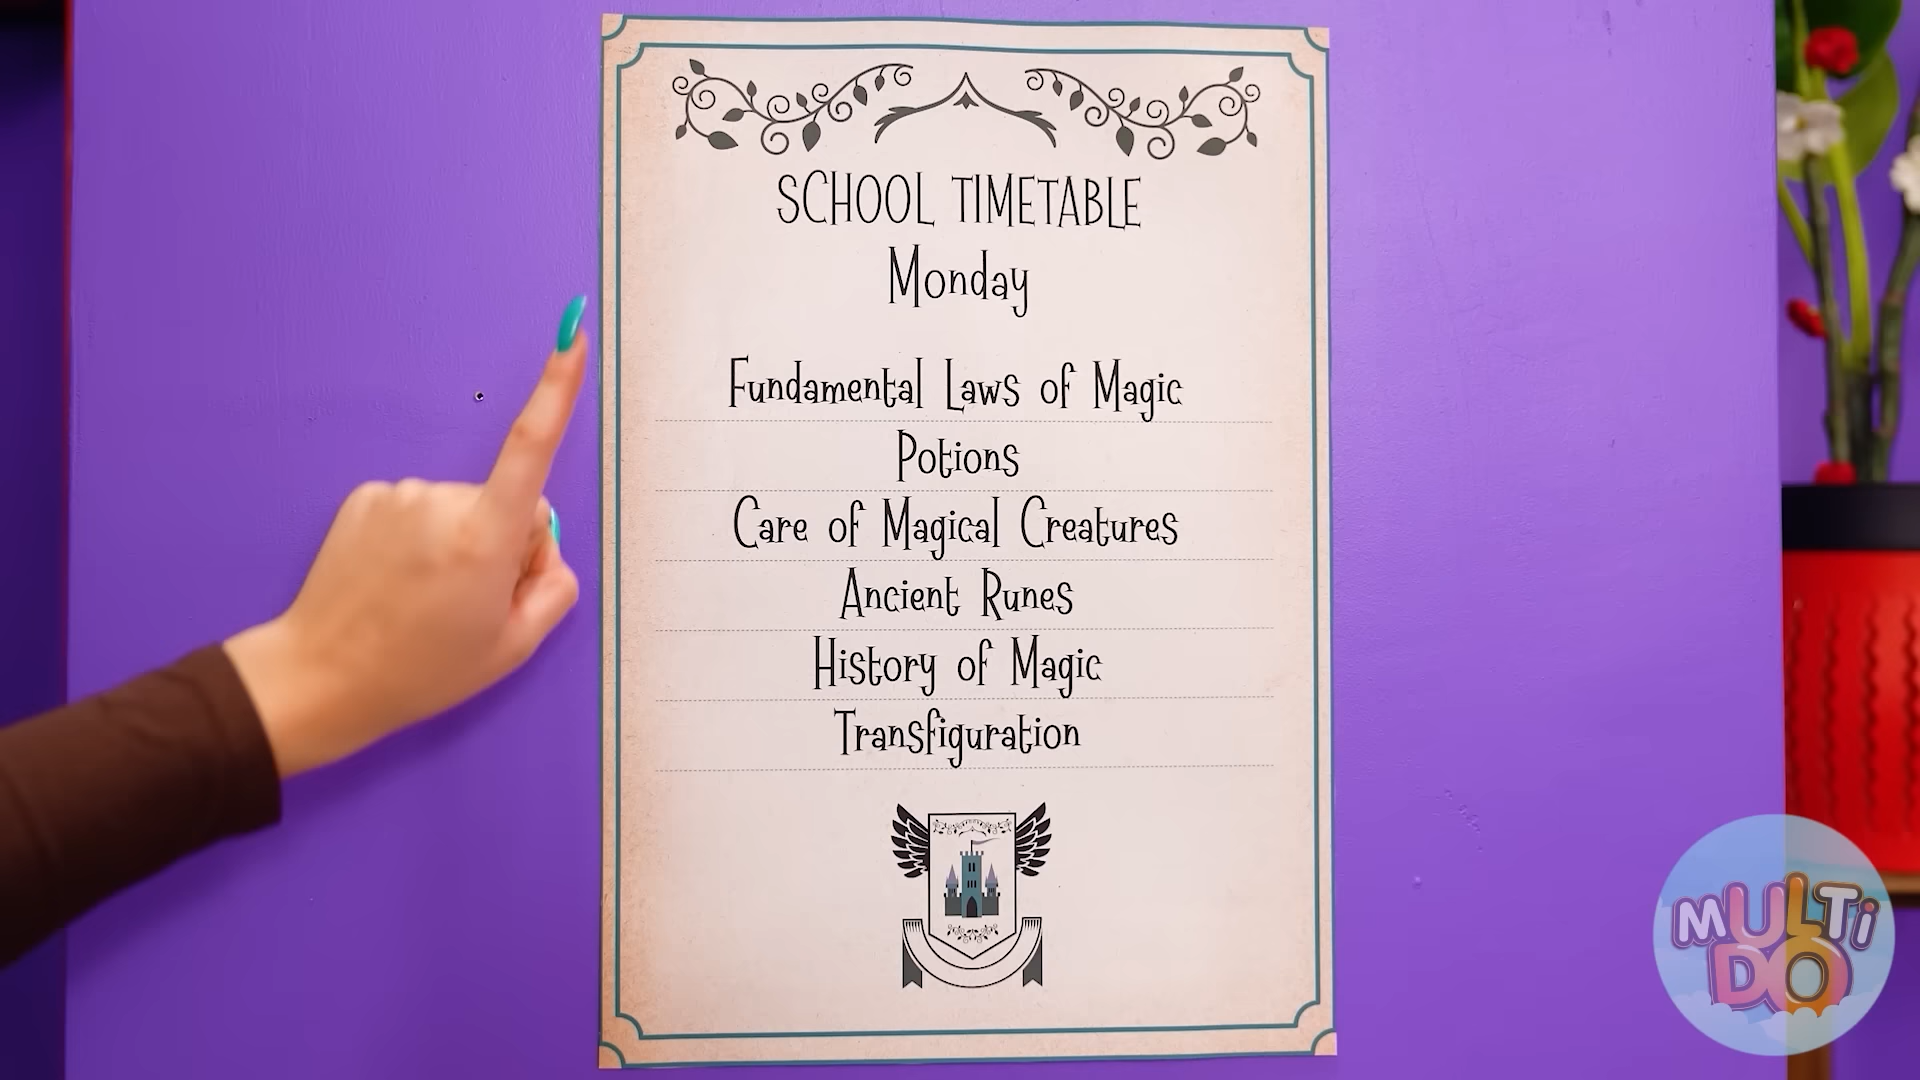 SCHOOL TIMETABLE
Monday
Fundamental Laws of Magic
Potions
Care of Magical Creatures
Ancient Runes
History of Magic
Transfiguration
MULTI
DO